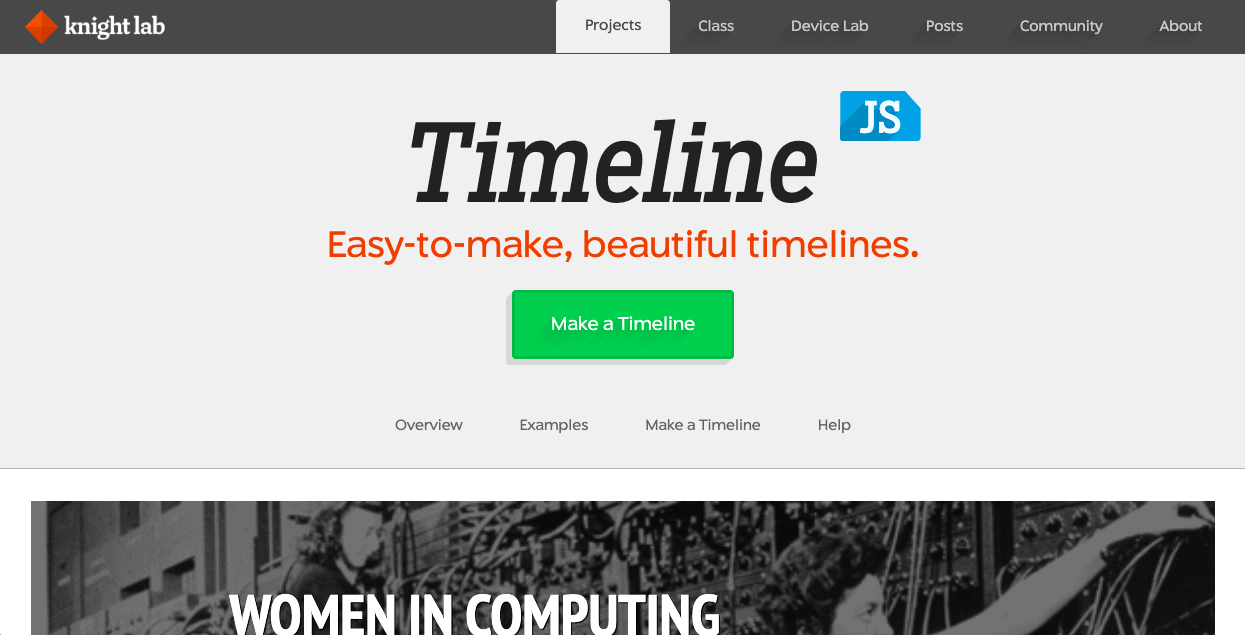 knight lab
Projects Class Device Lab Posts Community About
Timeline JS
Easy-to-make, beautiful timelines.
Make a Timeline
Overview Examples Make a Timeline Help
WOMEN IN COMPUTING